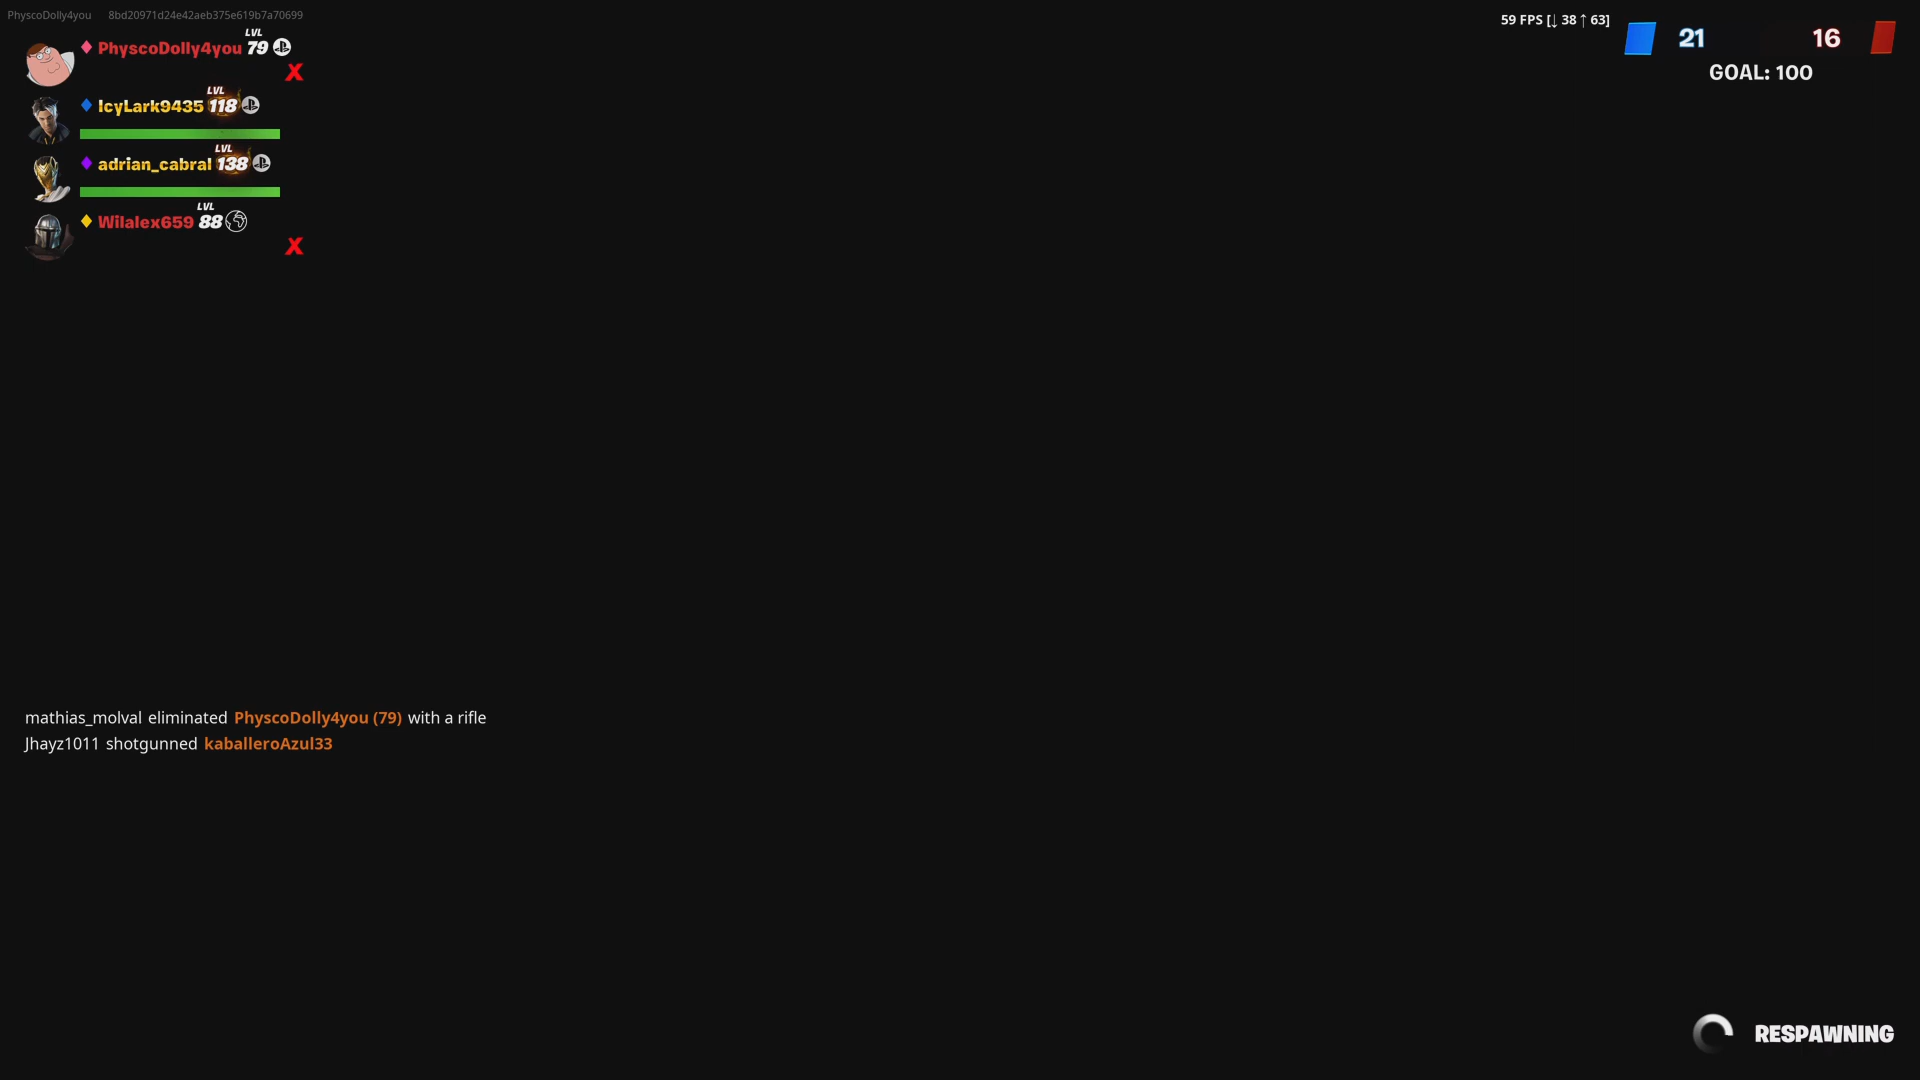 PhyscoDolly4you 8bd20971d24e42aeb375e619b7a70699
59 FPS [↓ 38 ↑ 63]
21 16
GOAL: 100
LVL
PhyscoDolly4you 79
X
LVL
IcyLark9435 118
LVL
adrian_cabral 138
LVL
Wilalex659 88
X
mathias_molval eliminated PhyscoDolly4you (79) with a rifle
Jhayz1011 shotgunned kaballeroAzul33
RESPAWNING